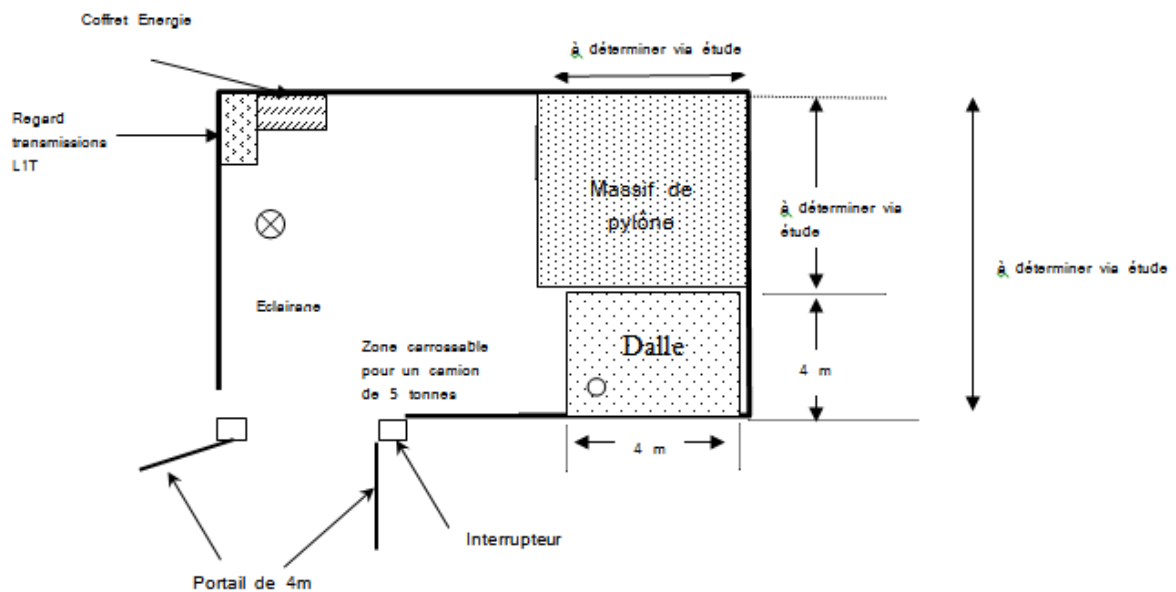 Coffret Energie
à déterminer via étude
Regard
transmissions
L1T
Massif de
pylône
à déterminer via
étude
à déterminer via étude
Eclairane
Zone carrossable
pour un camion
de 5 tonnes
Dalle
4 m
4 m
Interrupteur
Portail de 4m